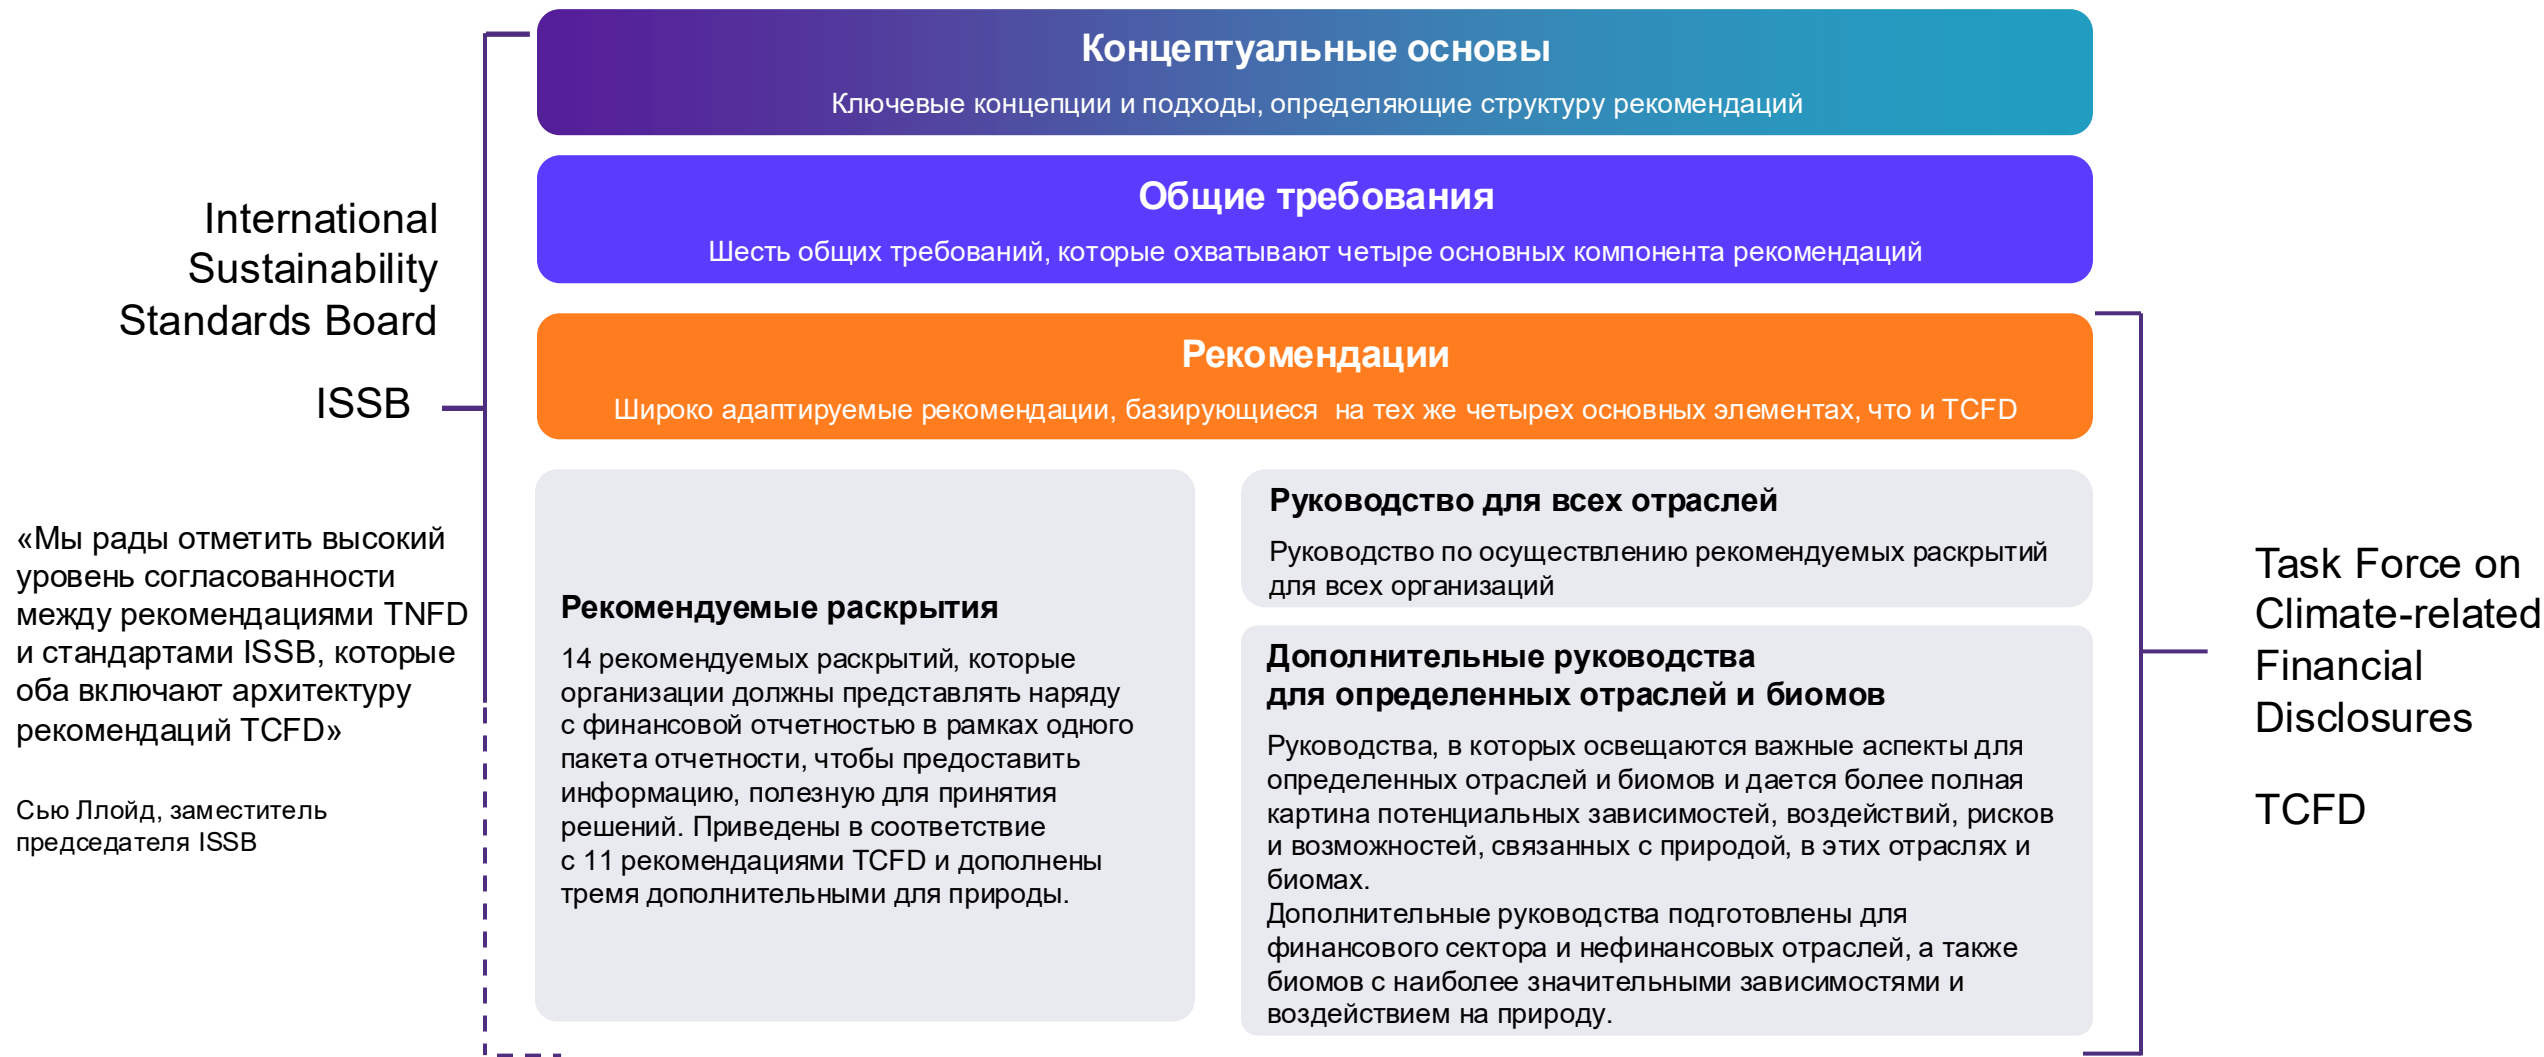 Концептуальные основы
Ключевые концепции и подходы, определяющие структуру рекомендаций
Общие требования
Шесть общих требований, которые охватывают четыре основных компонента рекомендаций
Рекомендации
Широко адаптируемые рекомендации, базирующиеся  на тех же четырех основных элементах, что и TCFD
International
Sustainability
Standards Board
ISSB
«Мы рады отметить высокий
уровень согласованности
между рекомендациями TNFD
и стандартами ISSB, которые
оба включают архитектуру
рекомендаций TCFD»
Сью Ллойд, заместитель
председателя ISSB
Рекомендуемые раскрытия
14 рекомендуемых раскрытий, которые
организации должны представлять наряду
с финансовой отчетностью в рамках одного
пакета отчетности, чтобы предоставить
информацию, полезную для принятия
решений. Приведены в соответствие
с 11 рекомендациями TCFD и дополнены
тремя дополнительными для природы.
Руководство для всех отраслей
Руководство по осуществлению рекомендуемых раскрытий
для всех организаций
Дополнительные руководства
для определенных отраслей и биомов
Руководства, в которых освещаются важные аспекты для
определенных отраслей и биомов и дается более полная
картина потенциальных зависимостей, воздействий, рисков
и возможностей, связанных с природой, в этих отраслях и
биомах.
Дополнительные руководства подготовлены для
финансового сектора и нефинансовых отраслей, а также
биомов с наиболее значительными зависимостями и
воздействием на природу.
Task Force on
Climate-related
Financial
Disclosures
TCFD